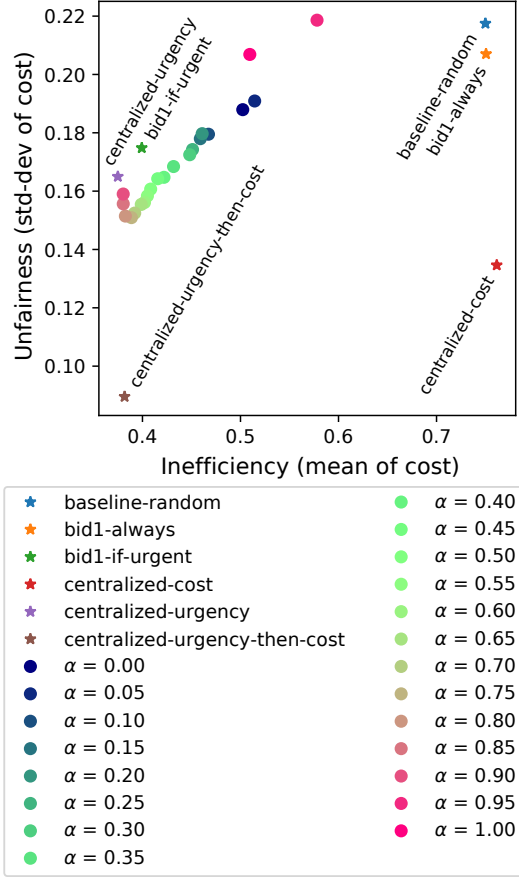 0.22
0.20
0.18
0.16
0.14
0.12
0.10
Unfairness (std-dev of cost)
centralized-urgency
bid1-if-urgent
baseline-random
bid1-always
centralized-urgency-then-cost
centralized-cost
0.4 0.5 0.6 0.7
Inefficiency (mean of cost)
baseline-random
bid1-always
bid1-if-urgent
centralized-cost
centralized-urgency
centralized-urgency-then-cost
α = 0.00
α = 0.05
α = 0.10
α = 0.15
α = 0.20
α = 0.25
α = 0.30
α = 0.35
α = 0.40
α = 0.45
α = 0.50
α = 0.55
α = 0.60
α = 0.65
α = 0.70
α = 0.75
α = 0.80
α = 0.85
α = 0.90
α = 0.95
α = 1.00